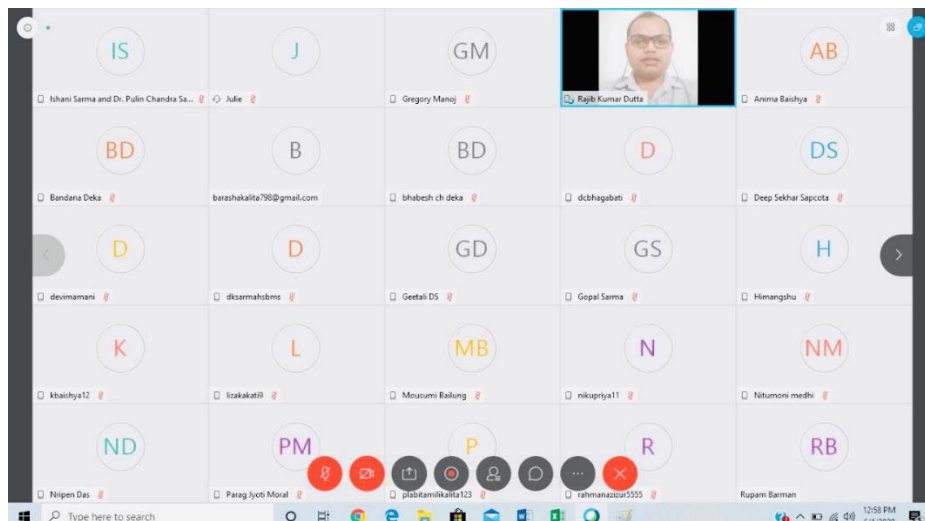 IS
J
GM
AB
Ishani Sarma and Dr. Pulin Chandra Sa...
Julie
Gregory Manoj
Rajib Kumar Dutta
Anima Baishya
BD
B
BD
D
DS
Bandana Deka
barashakalita798@gmail.com
bhabesh ch deka
dcbhagabati
Deep Sekhar Sapcota
D
D
GD
GS
H
devimamani
dksarmahsbms
Geetali DS
Gopal Sarma
Himangshu
K
L
MB
N
NM
kbaishya12
lizakakati9
Mousumi Bailung
nikupriya11
Nitumoni medhi
ND
PM
P
R
RB
Nripen Das
Parag Jyoti Moral
plabitamilikalita123
rahmanazizur5555
Rupam Barman
Type here to search
12:58 PM